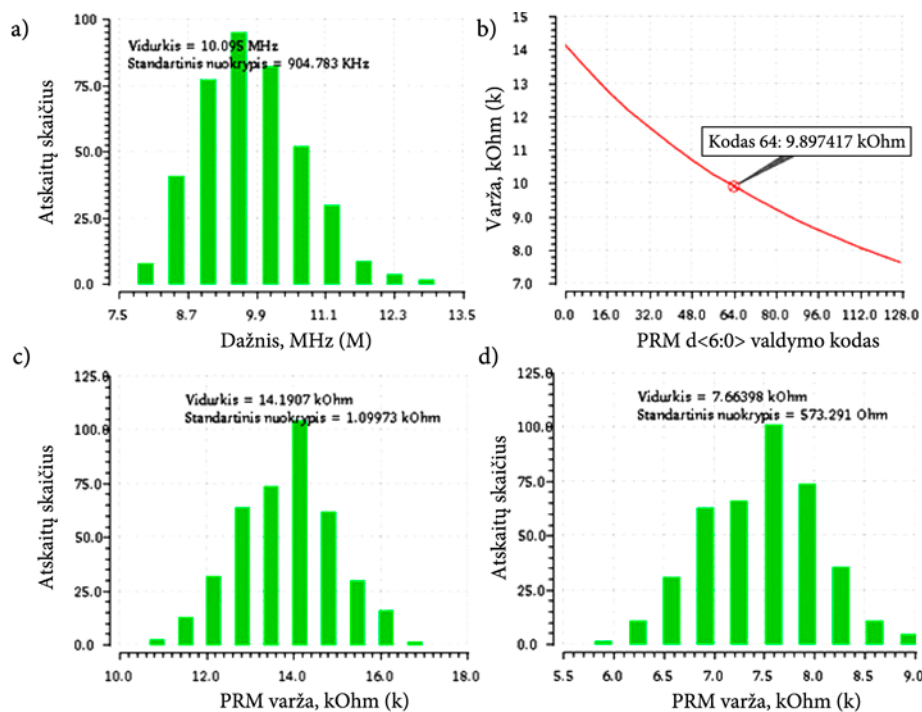 a)
Atskaitų skaičius
100
75.0
50.0
25.0
0.0
Vidurkis = 10.095 MHz
Standartinis nuokrypis = 904.783 KHz
7.5 8.7 9.9 11.1 12.3 13.5
Dažnis, MHz (M)
b)
Varža, kOhm (k)
15
14
13
12
11
10
9.0
8.0
7.0
Kodas 64: 9.897417 kOhm
0.0 16.0 32.0 48.0 64.0 80.0 96.0 112.0 128.0
PRM d<6:0> valdymo kodas
c)
Atskaitų skaičius
125.0
100.0
75.0
50.0
25.0
0.0
Vidurkis = 14.1907 kOhm
Standartinis nuokrypis = 1.09973 kOhm
10.0 12.0 14.0 16.0 18.0
PRM varža, kOhm (k)
d)
Atskaitų skaičius
125.0
100.0
75.0
50.0
25.0
0.0
Vidurkis = 7.66398 kOhm
Standartinis nuokrypis = 573.291 Ohm
5.5 6.0 6.5 7.0 7.5 8.0 8.5 9.0
PRM varža, kOhm (k)